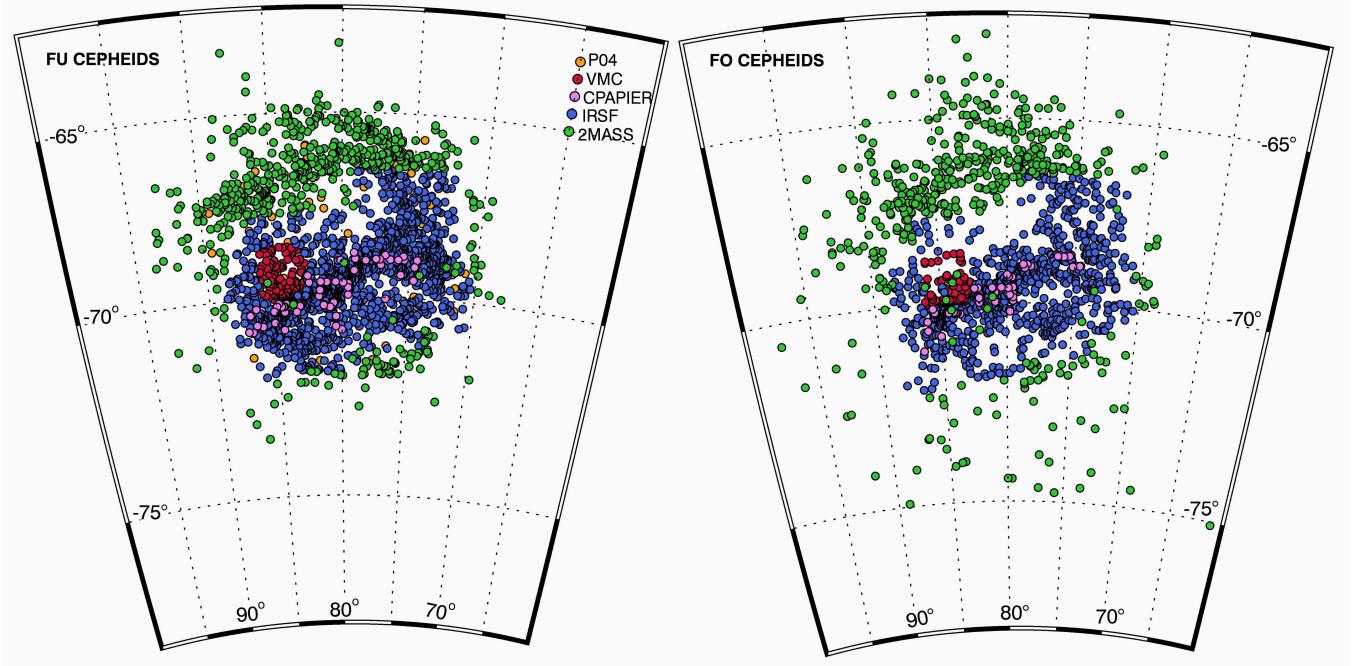 FU CEPHEIDS
P04
VMC
CPAPIER
IRSF
2MASS
-65°
-70°
-75°
90° 80° 70°
FO CEPHEIDS
-65°
-70°
-75°
90° 80° 70°